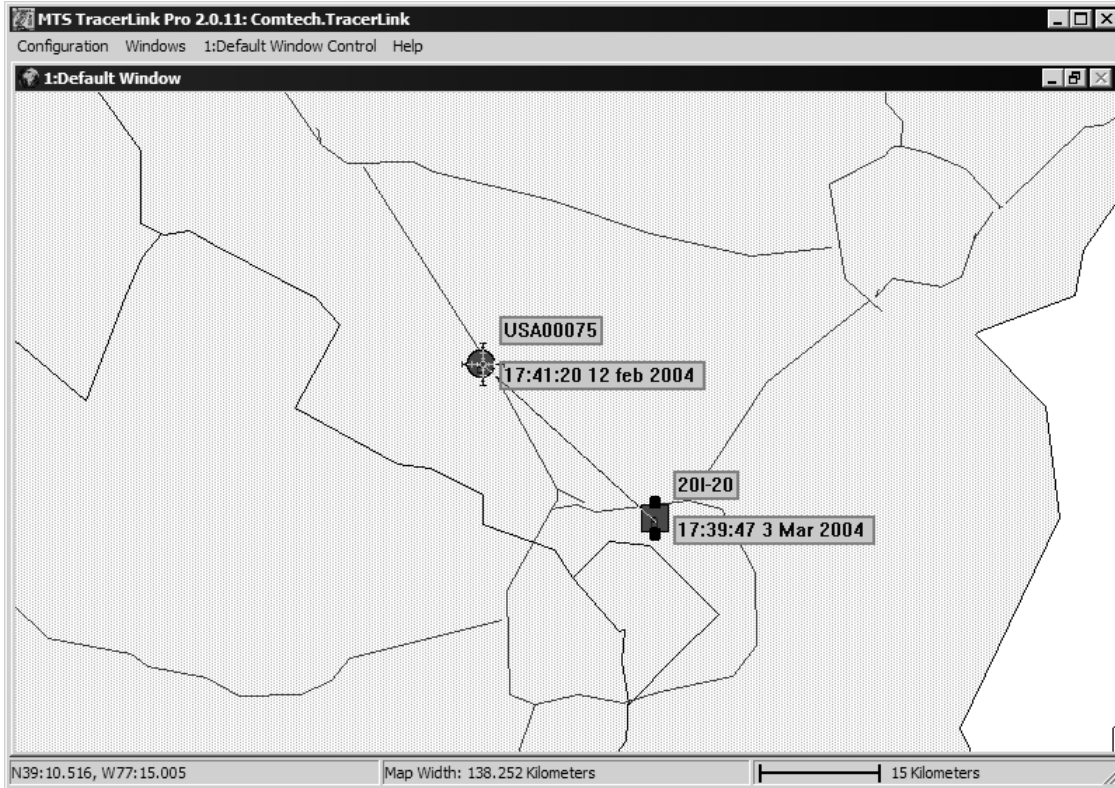 MTS TracerLink Pro 2.0.11: Comtech.TracerLink
Configuration Windows 1:Default Window Control Help
1:Default Window
USA00075
17:41:20 12 feb 2004
20I-20
17:39:47 3 Mar 2004
N39:10.516, W77:15.005 Map Width: 138.252 Kilometers 15 Kilometers